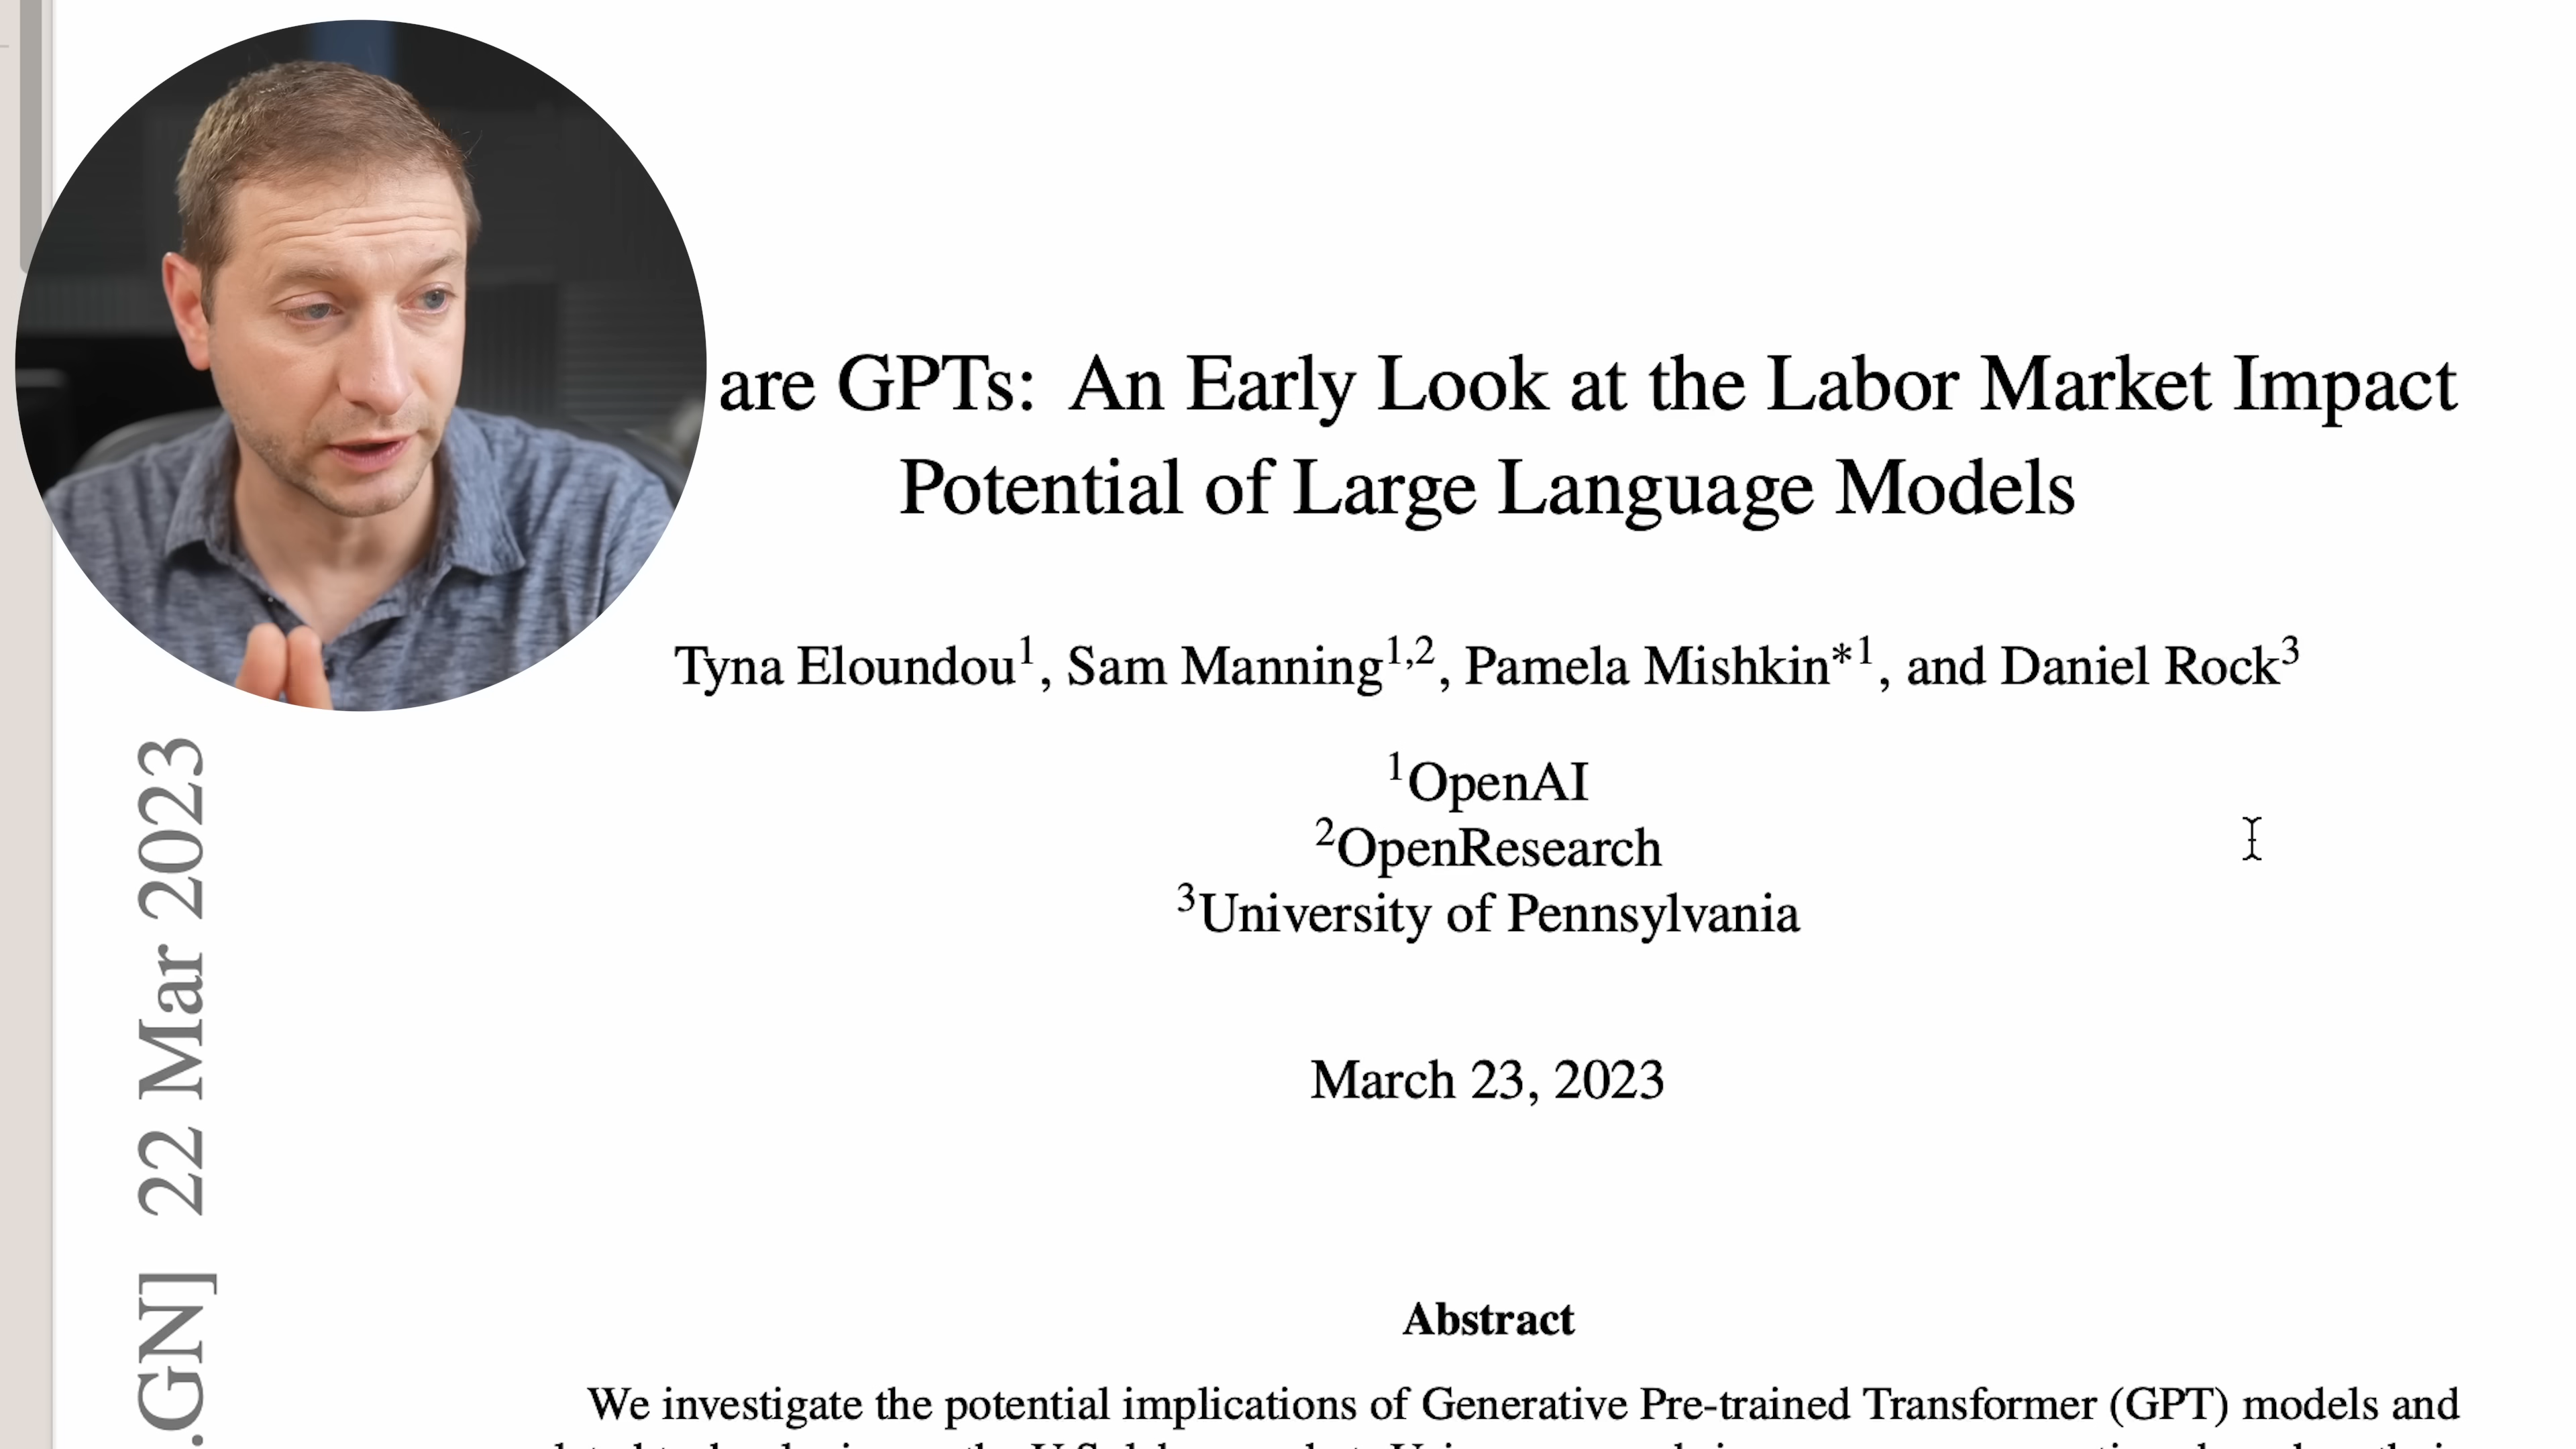 are GPTs: An Early Look at the Labor Market Impact
Potential of Large Language Models
Tyna Eloundou¹, Sam Manning¹,², Pamela Mishkin*¹, and Daniel Rock³
¹OpenAI
²OpenResearch
³University of Pennsylvania
March 23, 2023
Abstract
We investigate the potential implications of Generative Pre-trained Transformer (GPT) models and
.GN] 22 Mar 2023